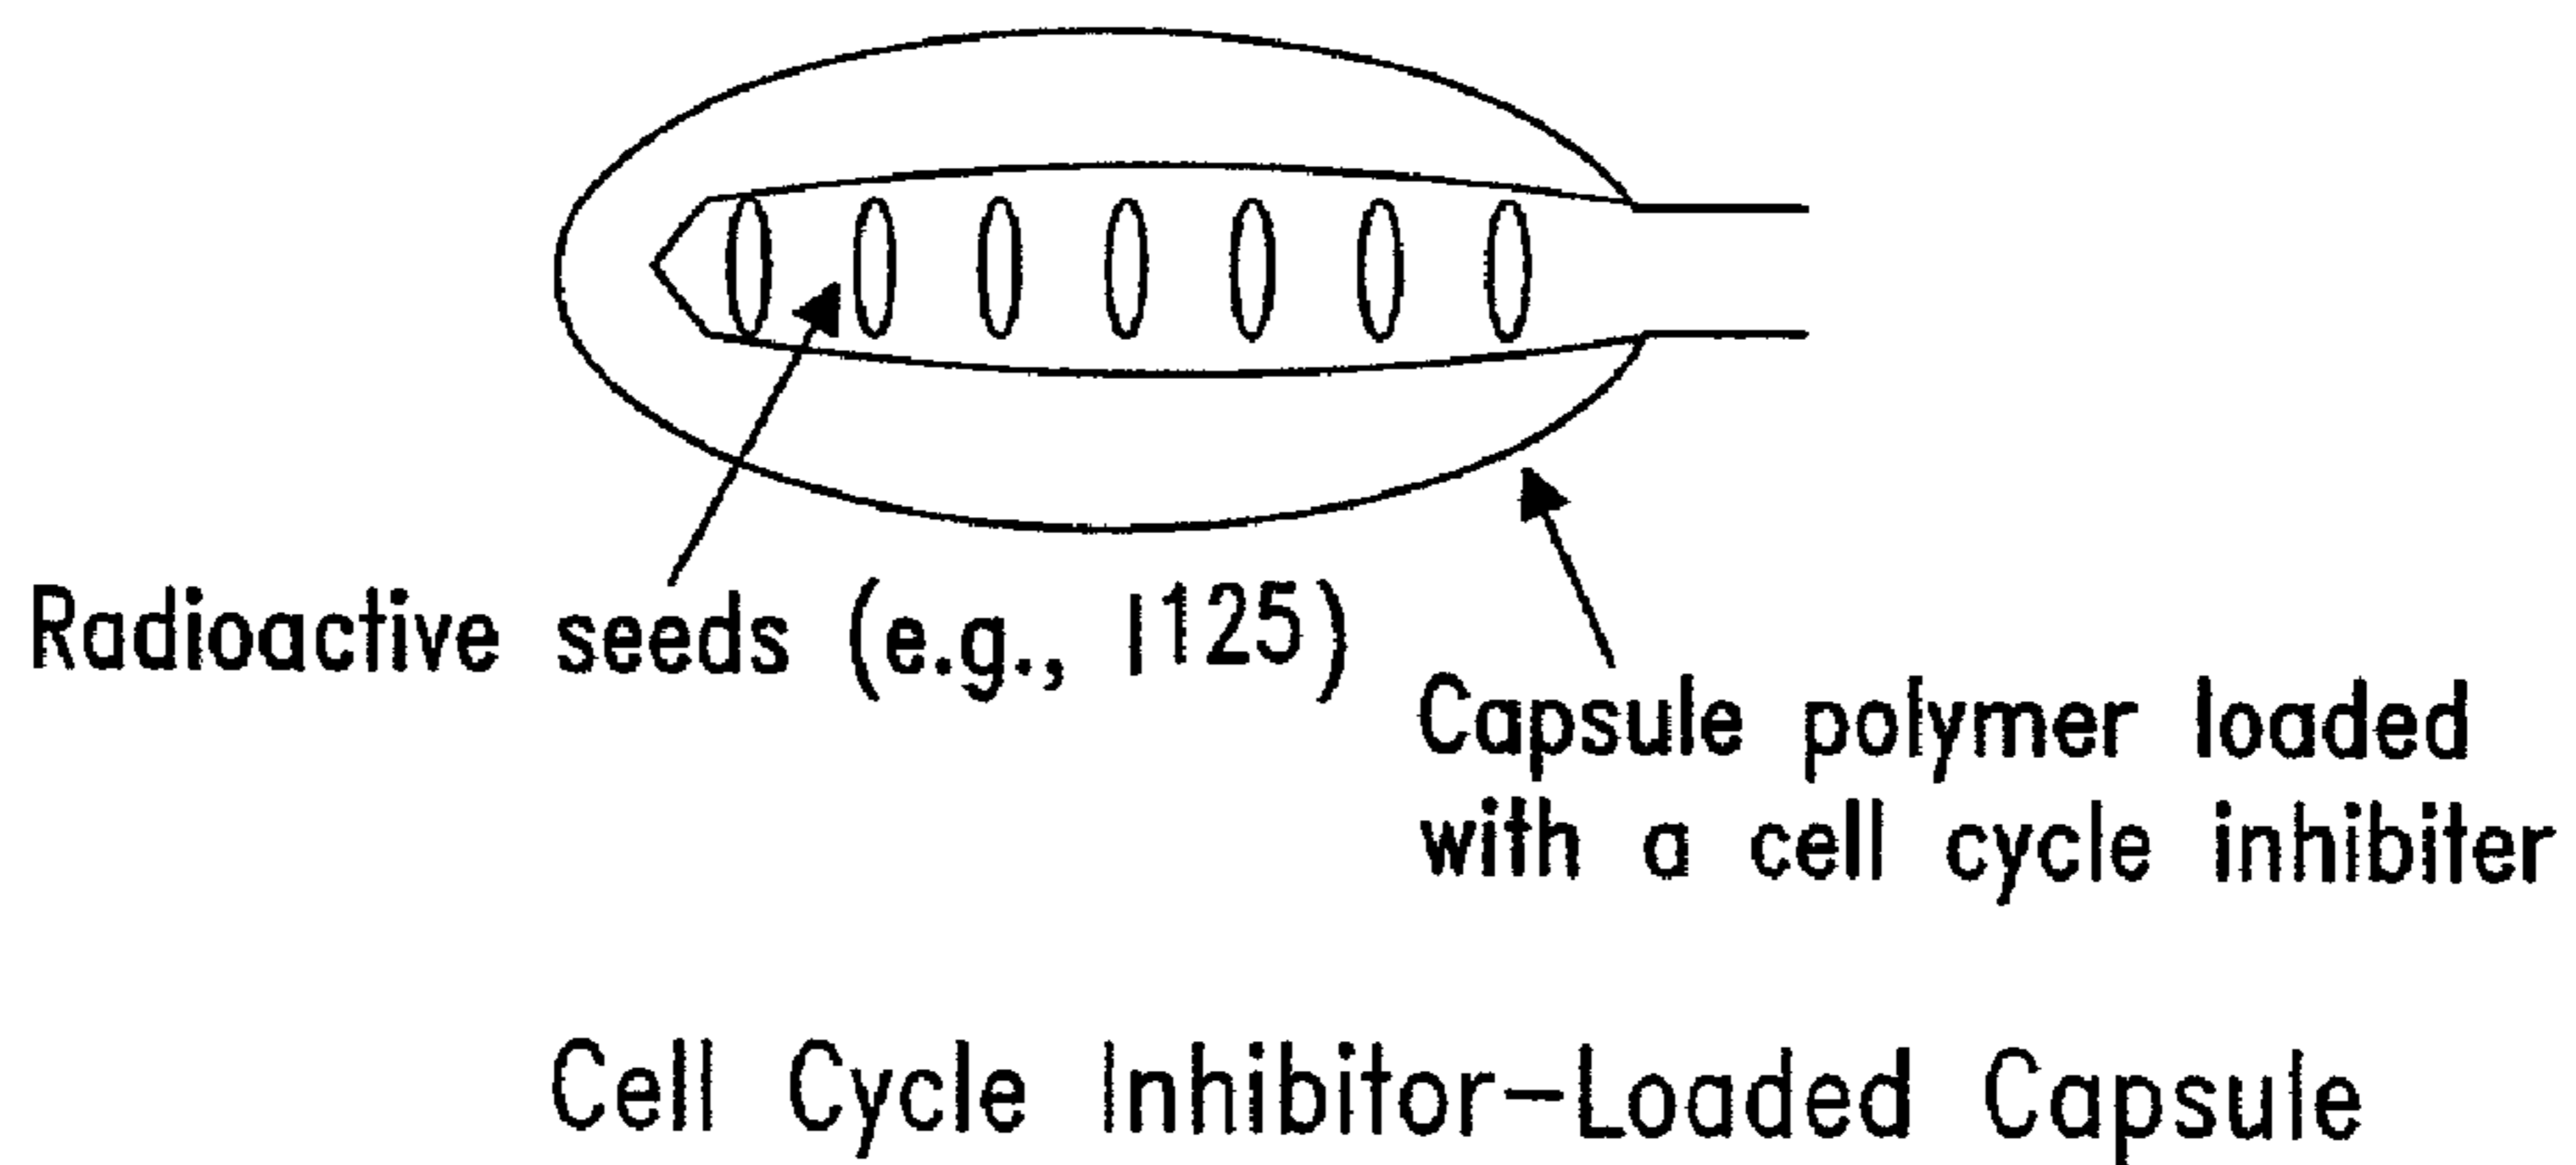 Radioactive seeds (e.g., I125)
Capsule polymer loaded
with a cell cycle inhibiter
Cell Cycle Inhibitor-Loaded Capsule